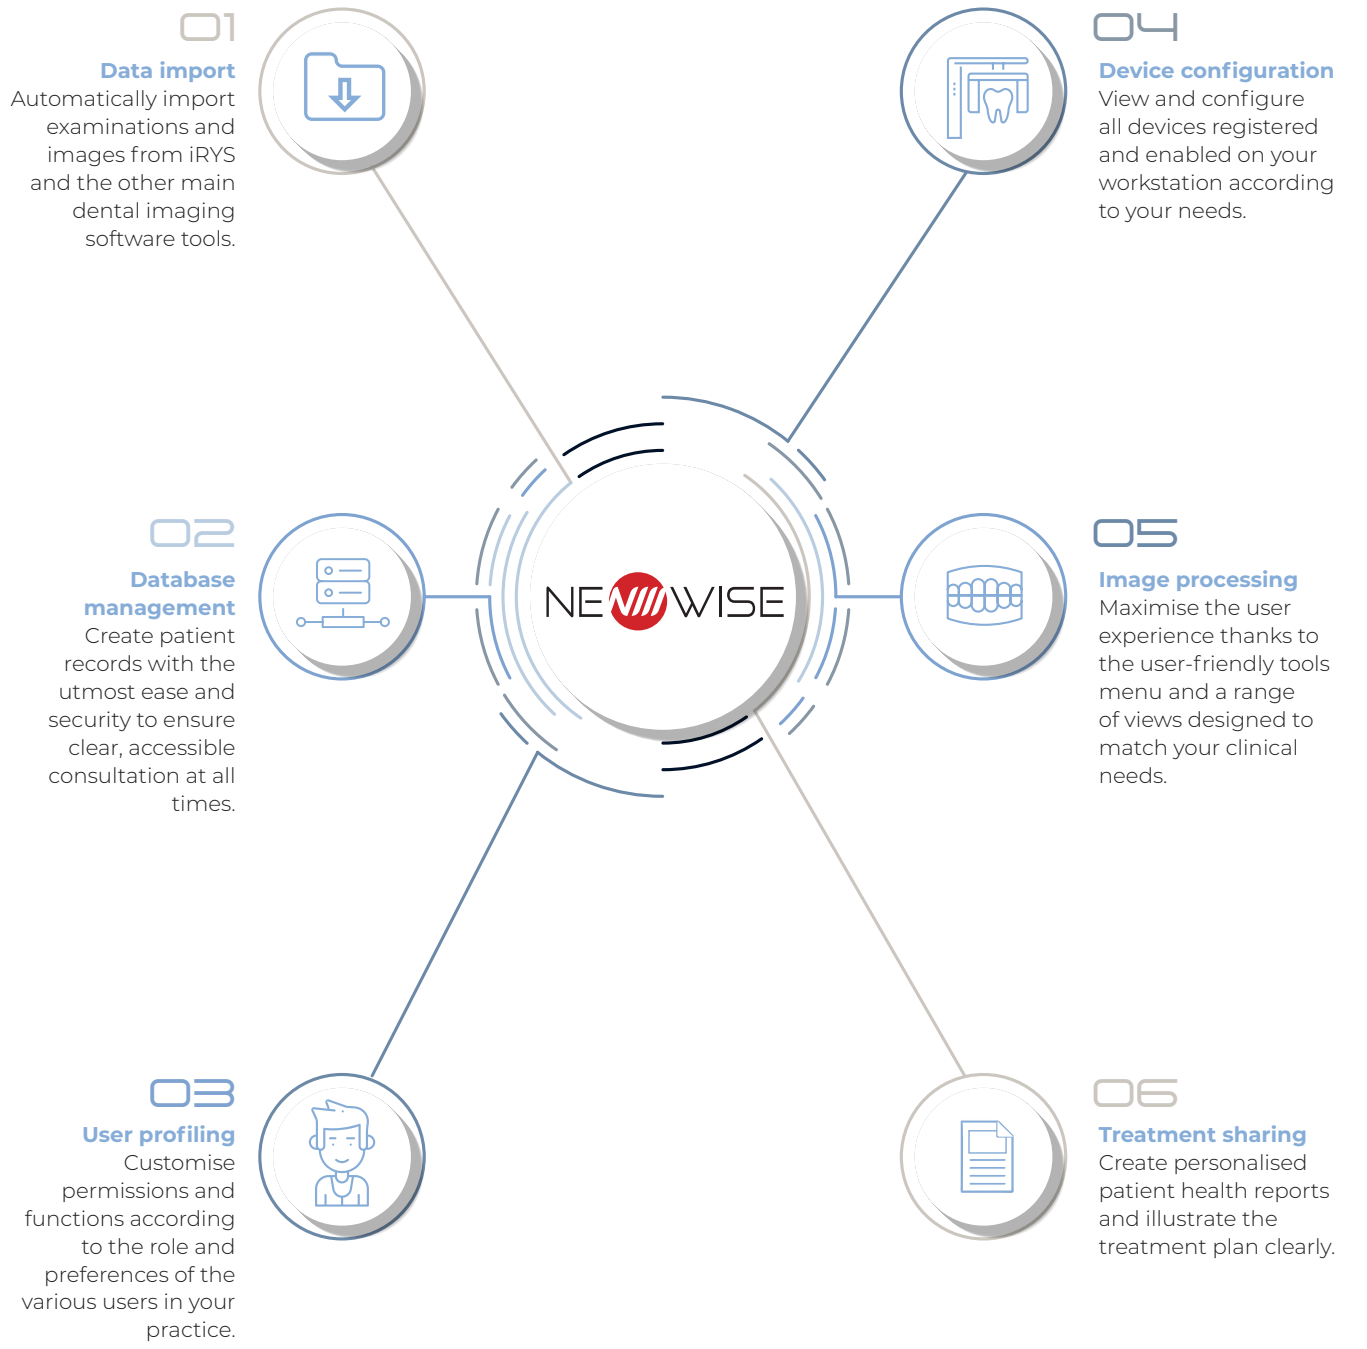 01
Data import
Automatically import
examinations and
images from iRYS
and the other main
dental imaging
software tools.
02
Database
management
Create patient
records with the
utmost ease and
security to ensure
clear, accessible
consultation at all
times.
03
User profiling
Customise
permissions and
functions according
to the role and
preferences of the
various users in your
practice.
NEWWISE
04
Device configuration
View and configure
all devices registered
and enabled on your
workstation according
to your needs.
05
Image processing
Maximise the user
experience thanks to
the user-friendly tools
menu and a range
of views designed to
match your clinical
needs.
06
Treatment sharing
Create personalised
patient health reports
and illustrate the
treatment plan clearly.